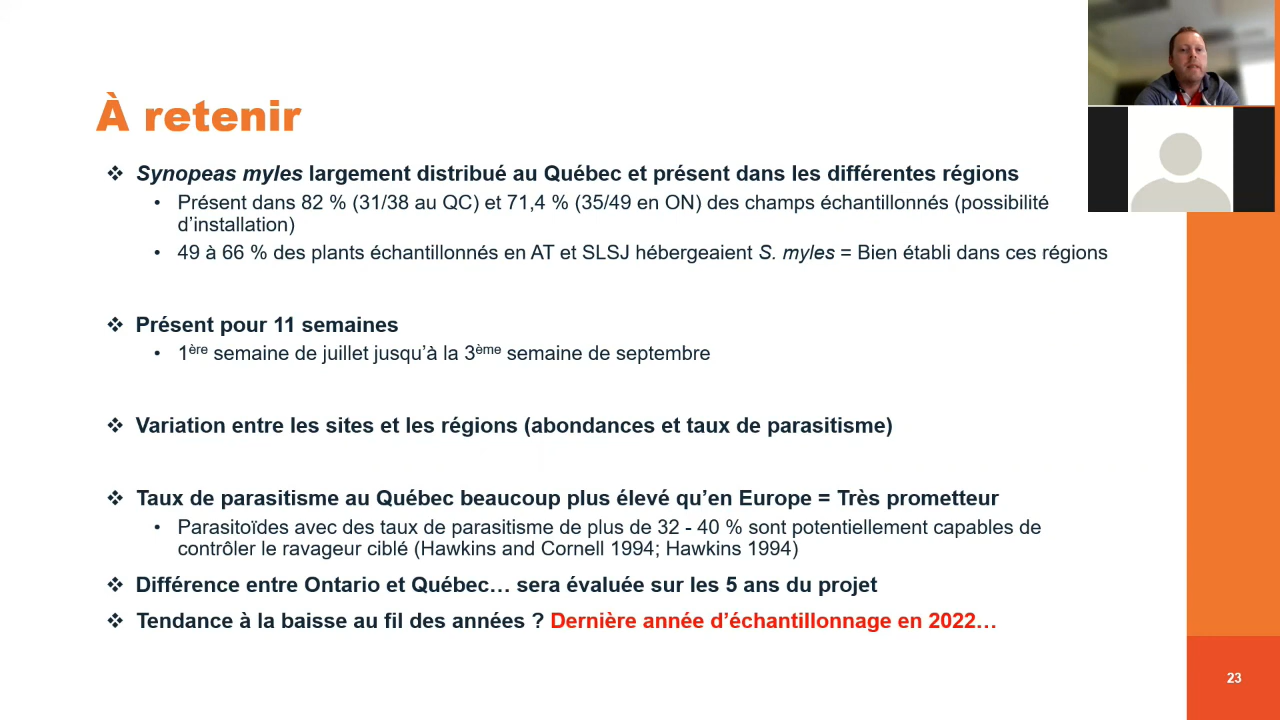 À retenir
❖ Synopeas myles largement distribué au Québec et présent dans les différentes régions
• Présent dans 82 % (31/38 au QC) et 71,4 % (35/49 en ON) des champs échantillonnés (possibilité
d’installation)
• 49 à 66 % des plants échantillonnés en AT et SLSJ hébergeaient S. myles = Bien établi dans ces régions
❖ Présent pour 11 semaines
• 1ère semaine de juillet jusqu’à la 3ème semaine de septembre
❖ Variation entre les sites et les régions (abondances et taux de parasitisme)
❖ Taux de parasitisme au Québec beaucoup plus élevé qu’en Europe = Très prometteur
• Parasitoïdes avec des taux de parasitisme de plus de 32 - 40 % sont potentiellement capables de
contrôler le ravageur ciblé (Hawkins and Cornell 1994; Hawkins 1994)
❖ Différence entre Ontario et Québec… sera évaluée sur les 5 ans du projet
❖ Tendance à la baisse au fil des années ? Dernière année d’échantillonnage en 2022…
23